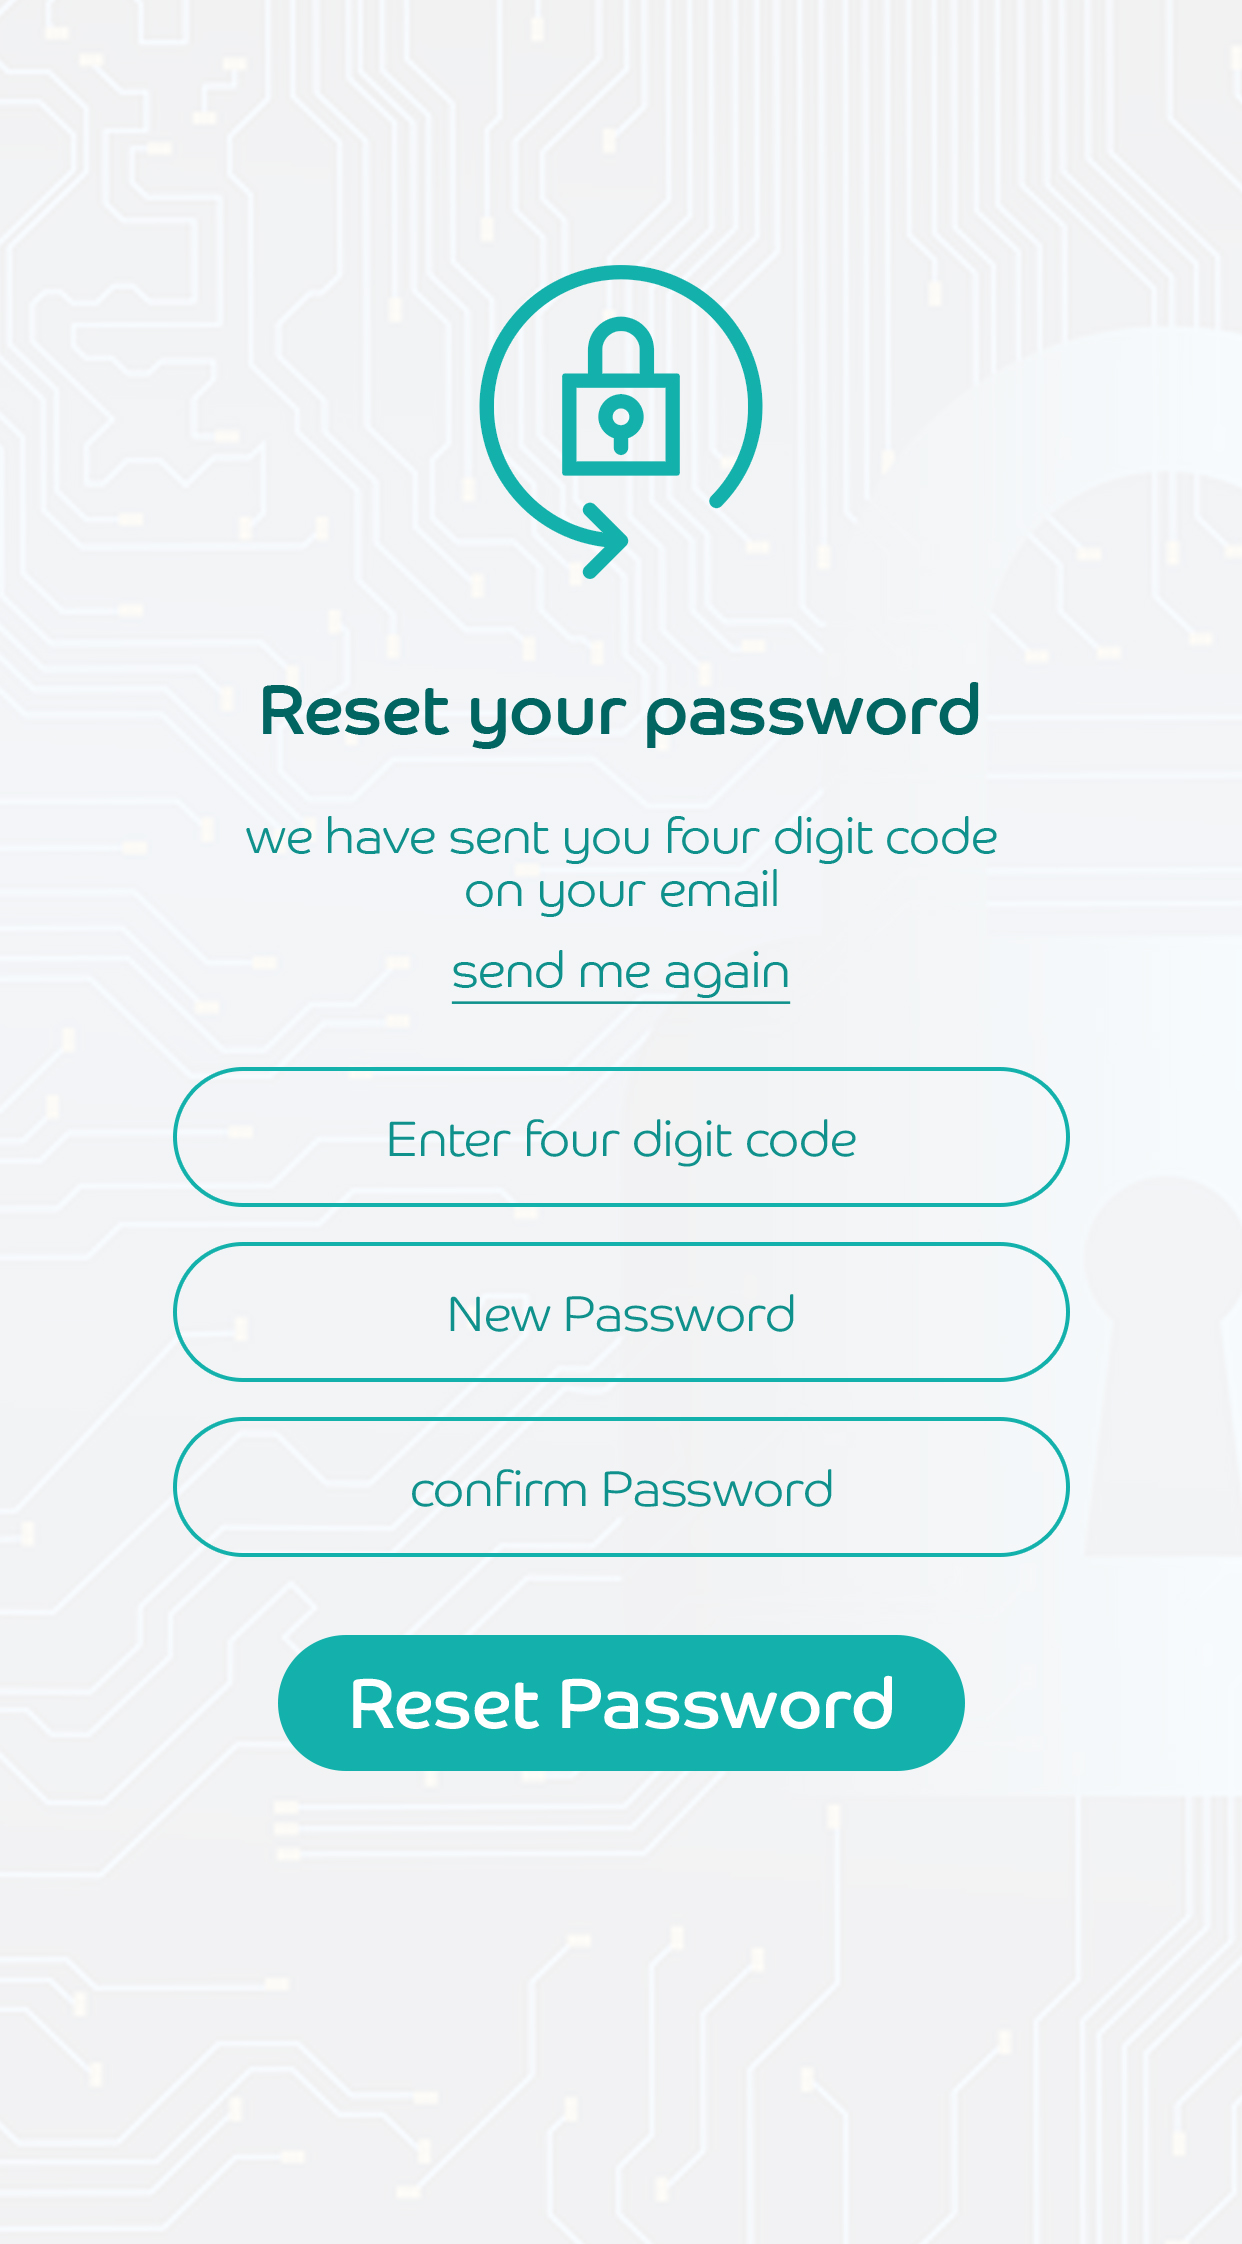 Reset your password
we have sent you four digit code
on your email
send me again
Enter four digit code
New Password
confirm Password
Reset Password